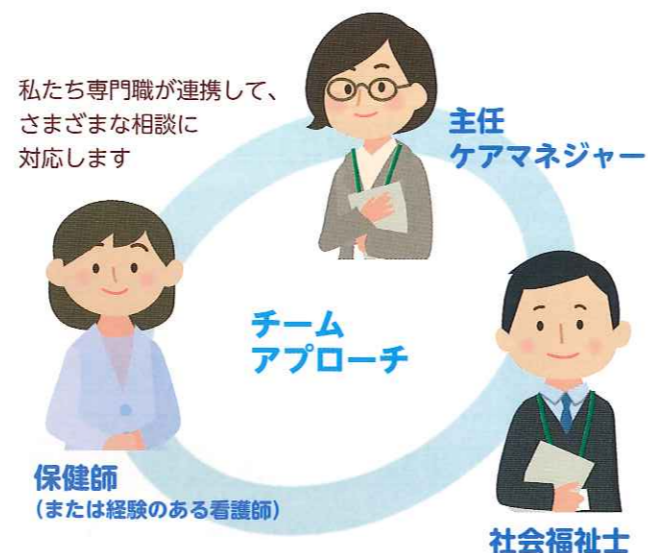 私たち専門職が連携して、
さまざまな相談に
対応します
主任
ケアマネジャー
チーム
アプローチ
保健師
(または経験のある看護師)
社会福祉士